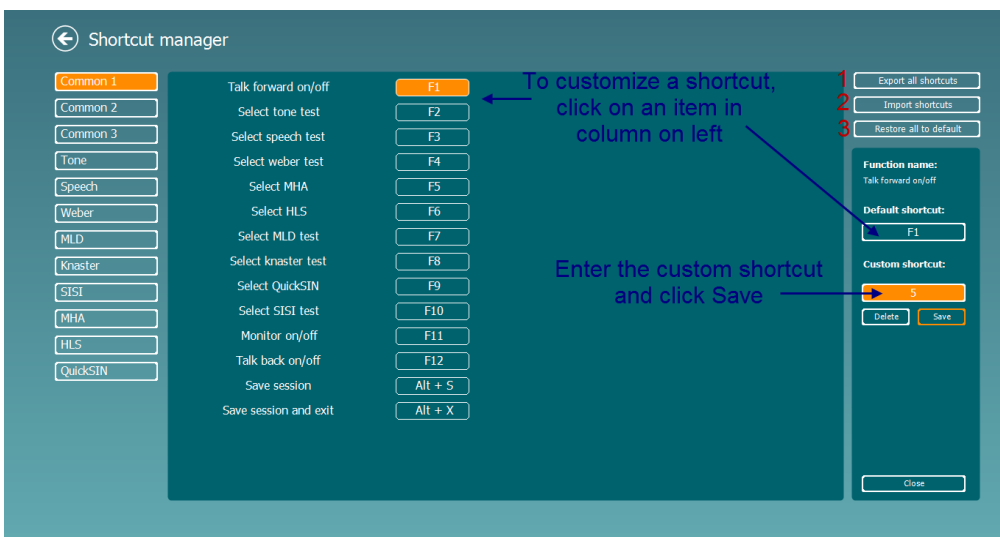 Shortcut manager
Common 1
Common 2
Common 3
Tone
Speech
Weber
MLD
Knaster
SISI
MHA
HLS
QuickSIN
Talk forward on/off F1
Select tone test F2
Select speech test F3
Select weber test F4
Select MHA F5
Select HLS F6
Select MLD test F7
Select knaster test F8
Select QuickSIN F9
Select SISI test F10
Monitor on/off F11
Talk back on/off F12
Save session Alt + S
Save session and exit Alt + X
To customize a shortcut,
click on an item in
column on left
Enter the custom shortcut
and click Save
1 Export all shortcuts
2 Import shortcuts
3 Restore all to default
Function name:
Talk forward on/off
Default shortcut:
F1
Custom shortcut:
5
Delete Save
Close